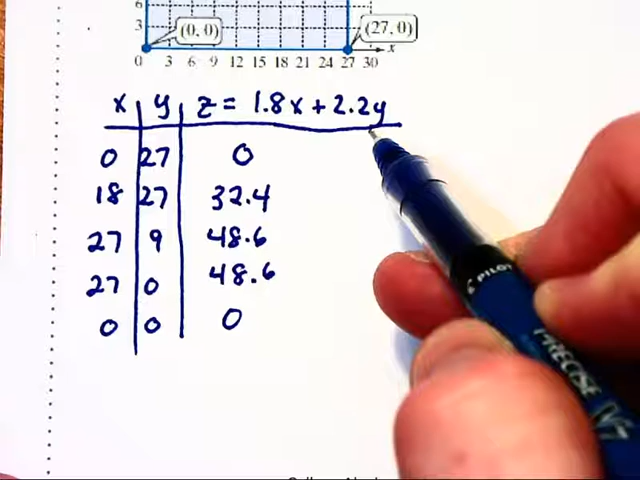 6
3
(0, 0)
(27, 0)
x
0 3 6 9 12 15 18 21 24 27 30
x y z = 1.8x + 2.2y
0 27 0
18 27 32.4
27 9 48.6
27 0 48.6
0 0 0
PILOT
PRECISE V7